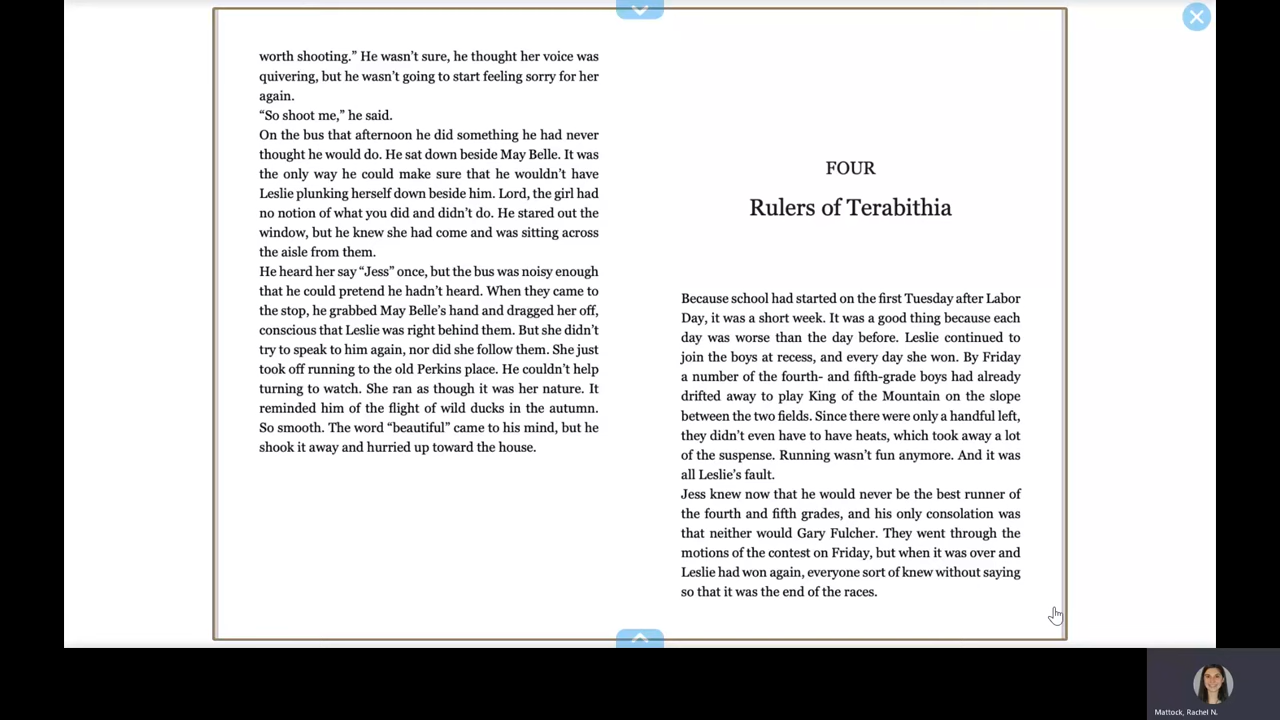 worth shooting.” He wasn’t sure, he thought her voice was
quivering, but he wasn’t going to start feeling sorry for her
again.
“So shoot me,” he said.
On the bus that afternoon he did something he had never
thought he would do. He sat down beside May Belle. It was
the only way he could make sure that he wouldn’t have
Leslie plunking herself down beside him. Lord, the girl had
no notion of what you did and didn’t do. He stared out the
window, but he knew she had come and was sitting across
the aisle from them.
He heard her say “Jess” once, but the bus was noisy enough
that he could pretend he hadn’t heard. When they came to
the stop, he grabbed May Belle’s hand and dragged her off,
conscious that Leslie was right behind them. But she didn’t
try to speak to him again, nor did she follow them. She just
took off running to the old Perkins place. He couldn’t help
turning to watch. She ran as though it was her nature. It
reminded him of the flight of wild ducks in the autumn.
So smooth. The word “beautiful” came to his mind, but he
shook it away and hurried up toward the house.
FOUR
Rulers of Terabithia
Because school had started on the first Tuesday after Labor
Day, it was a short week. It was a good thing because each
day was worse than the day before. Leslie continued to
join the boys at recess, and every day she won. By Friday
a number of the fourth- and fifth-grade boys had already
drifted away to play King of the Mountain on the slope
between the two fields. Since there were only a handful left,
they didn’t even have to have heats, which took away a lot
of the suspense. Running wasn’t fun anymore. And it was
all Leslie’s fault.
Jess knew now that he would never be the best runner of
the fourth and fifth grades, and his only consolation was
that neither would Gary Fulcher. They went through the
motions of the contest on Friday, but when it was over and
Leslie had won again, everyone sort of knew without saying
so that it was the end of the races.
Mattock, Rachel N.